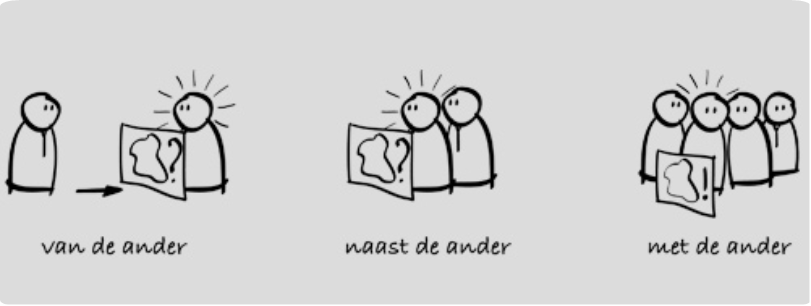 ?
?
!
van de ander
naast de ander
met de ander